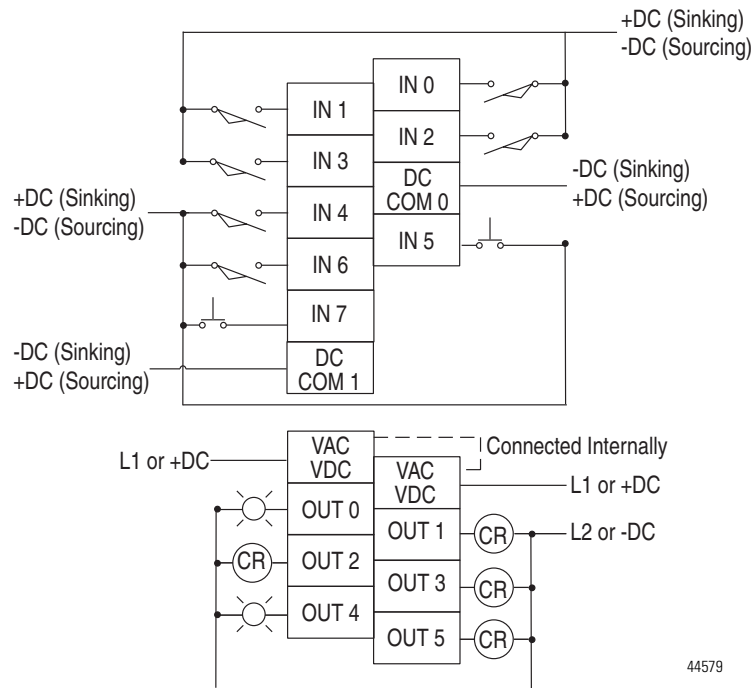 +DC (Sinking)
-DC (Sourcing)
IN 0
IN 1
IN 2
IN 3
DC
COM 0
-DC (Sinking)
+DC (Sourcing)
+DC (Sinking)
-DC (Sourcing)
IN 4
IN 5
IN 6
IN 7
-DC (Sinking)
+DC (Sourcing)
DC
COM 1
L1 or +DC
VAC
VDC
Connected Internally
VAC
VDC
L1 or +DC
OUT 0
OUT 1
CR
L2 or -DC
CR
OUT 2
OUT 3
CR
OUT 4
OUT 5
CR
44579